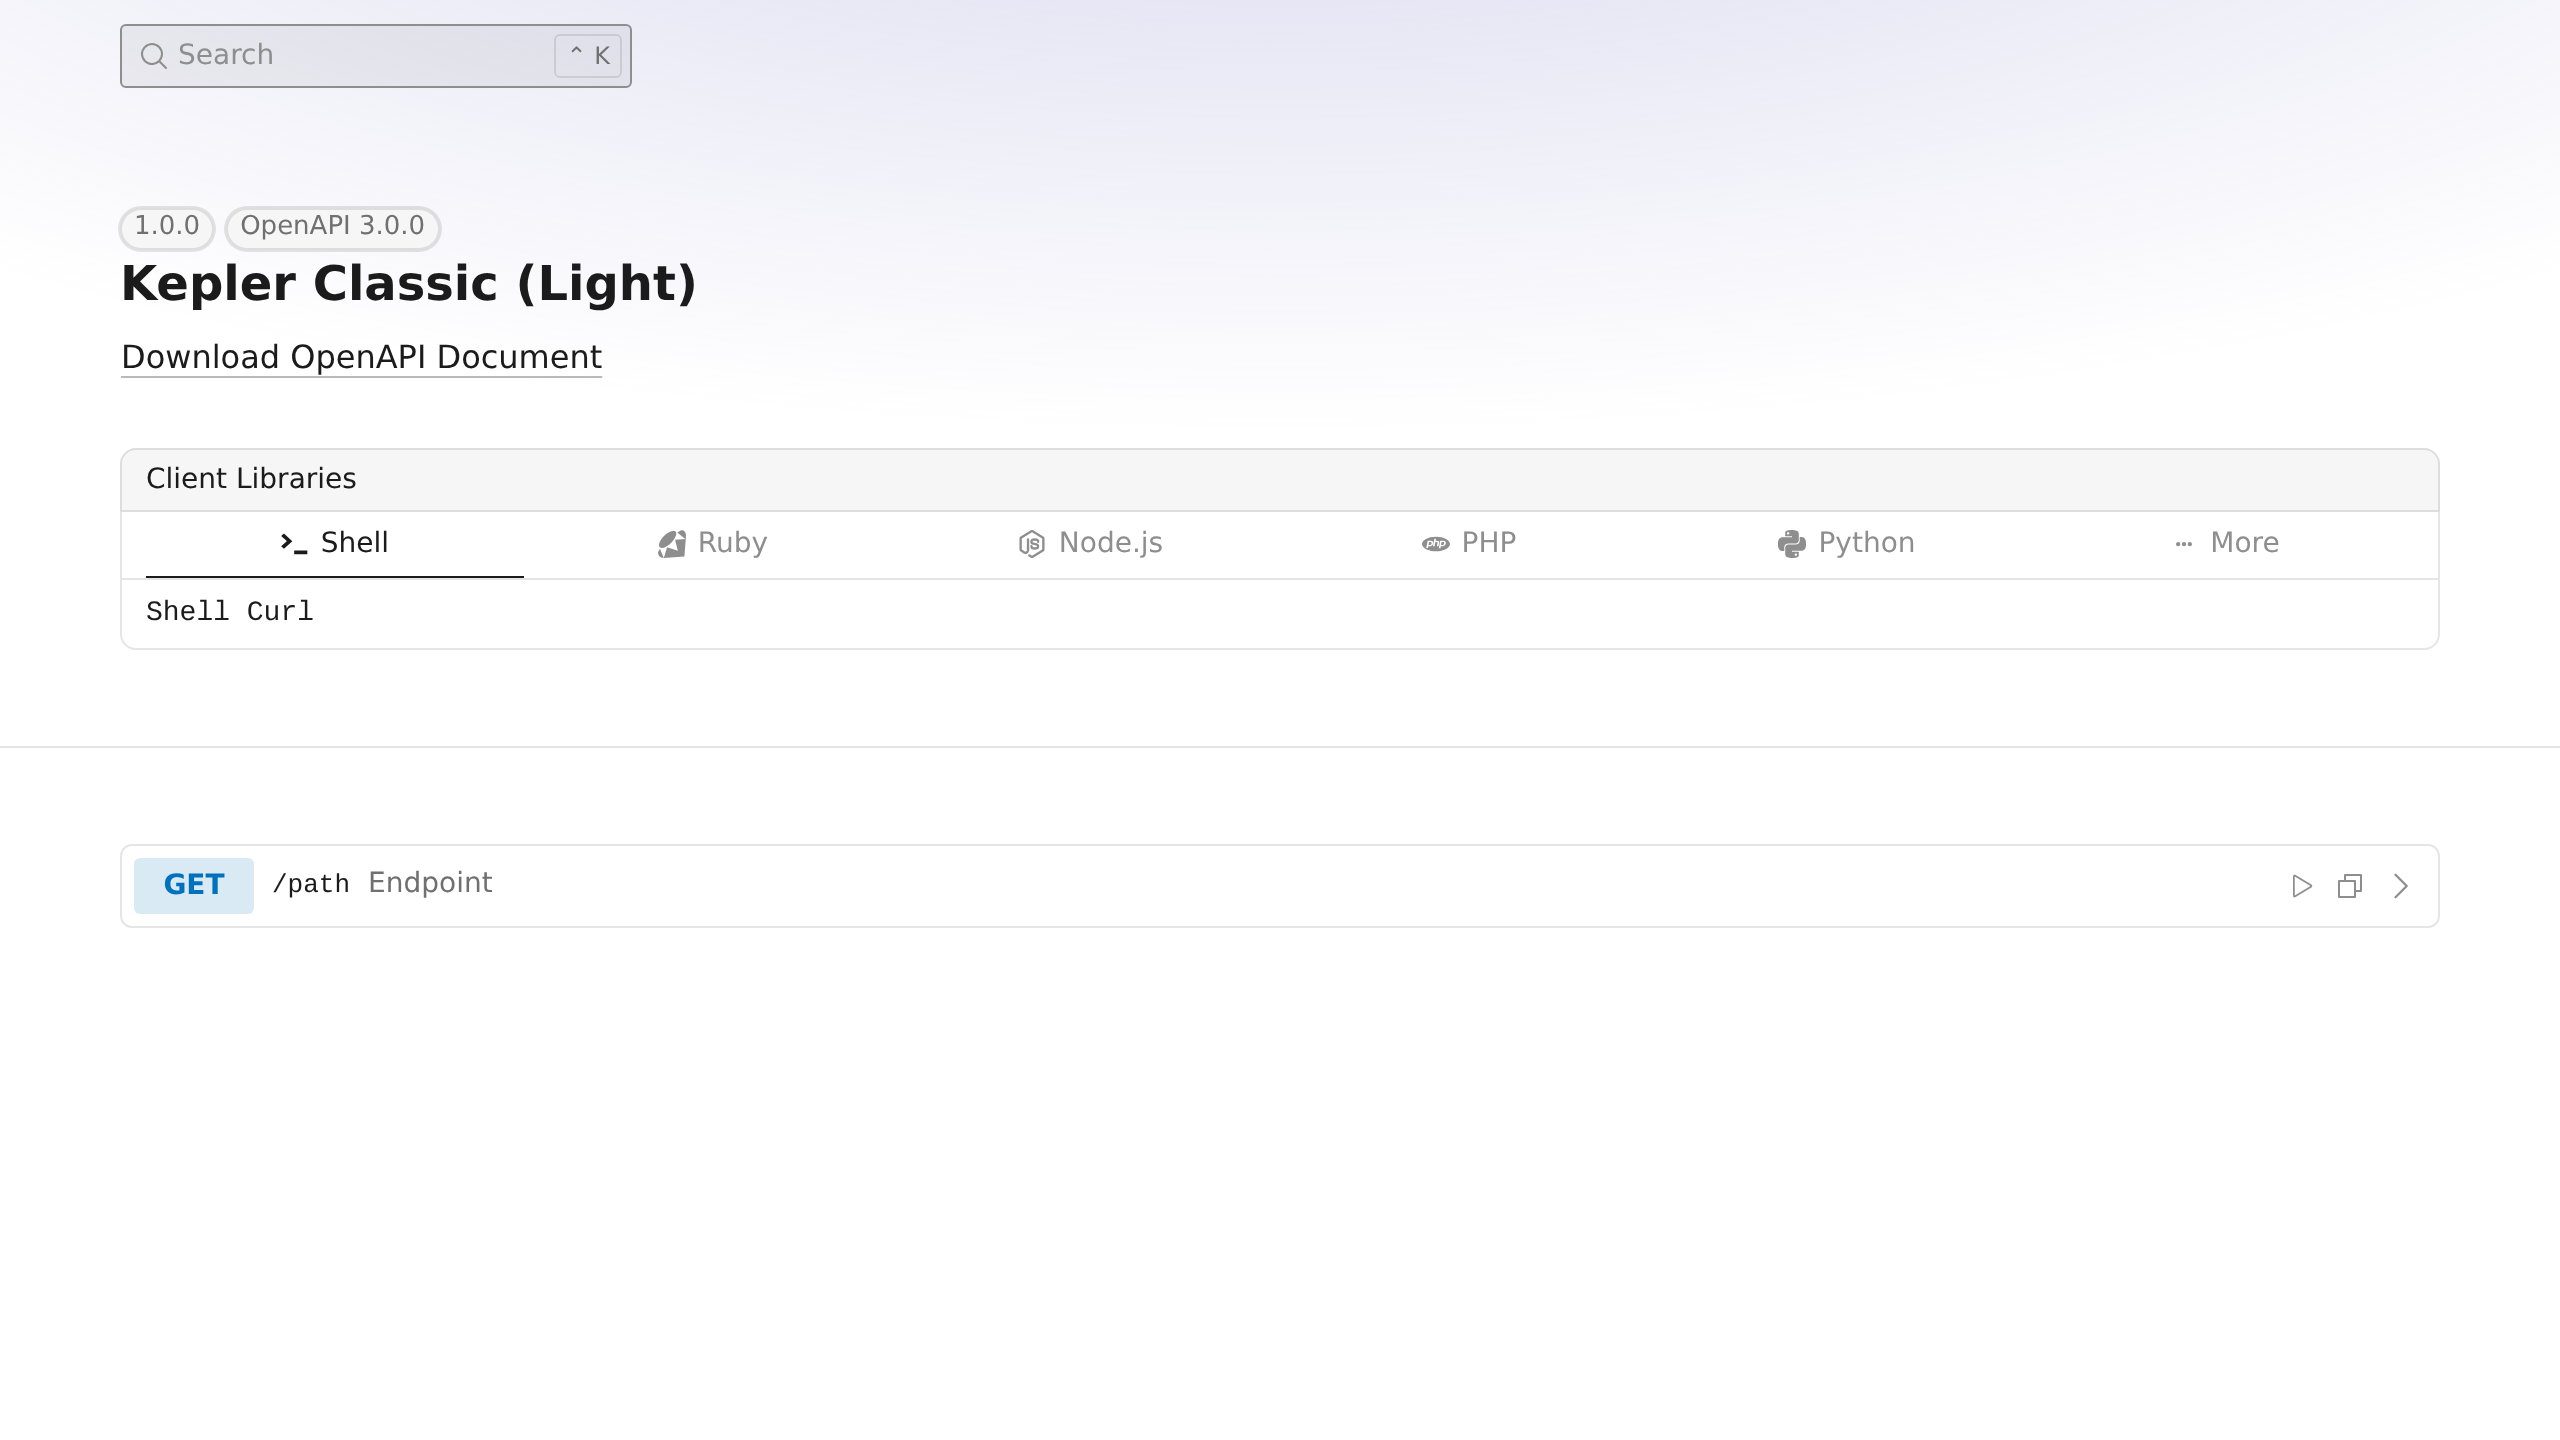 Search ⌃ K
1.0.0 OpenAPI 3.0.0
Kepler Classic (Light)
Download OpenAPI Document
Client Libraries
Shell Ruby Node.js PHP Python More
Shell Curl
GET /path Endpoint